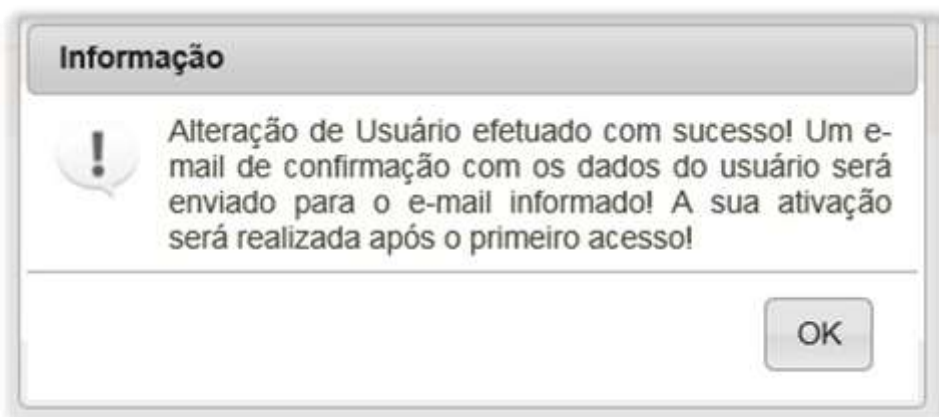 Informação
Alteração de Usuário efetuado com sucesso! Um e-
mail de confirmação com os dados do usuário será
enviado para o e-mail informado! A sua ativação
será realizada após o primeiro acesso!
OK